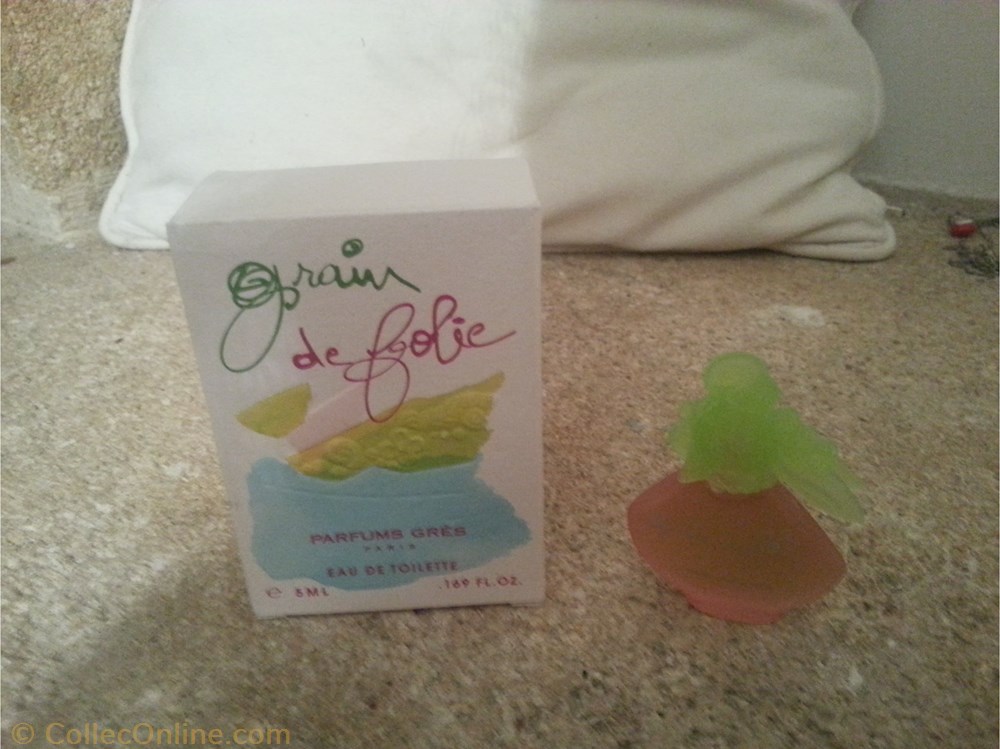 grain
de folie
PARFUMS GRÈS
PARIS
EAU DE TOILETTE
℮ 5ML .169 FL.OZ.
© CollecOnline.com